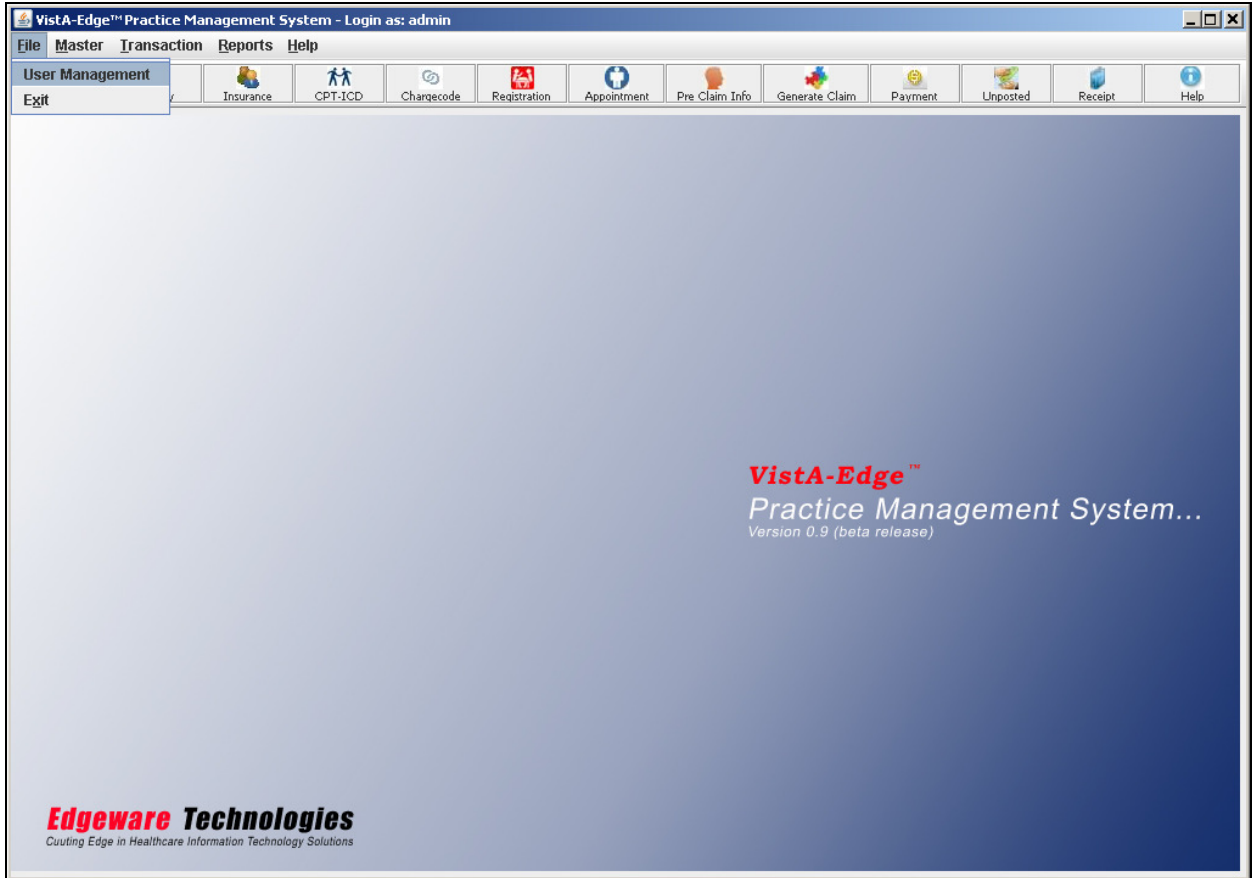 VistA-Edge™ Practice Management System - Login as: admin
File Master Transaction Reports Help
User Management
Exit
Insurance CPT-ICD Chargecode Registration Appointment Pre Claim Info Generate Claim Payment Unposted Receipt Help
VistA-Edge™
Practice Management System...
Version 0.9 (beta release)
Edgeware Technologies
Cuuting Edge in Healthcare Information Technology Solutions